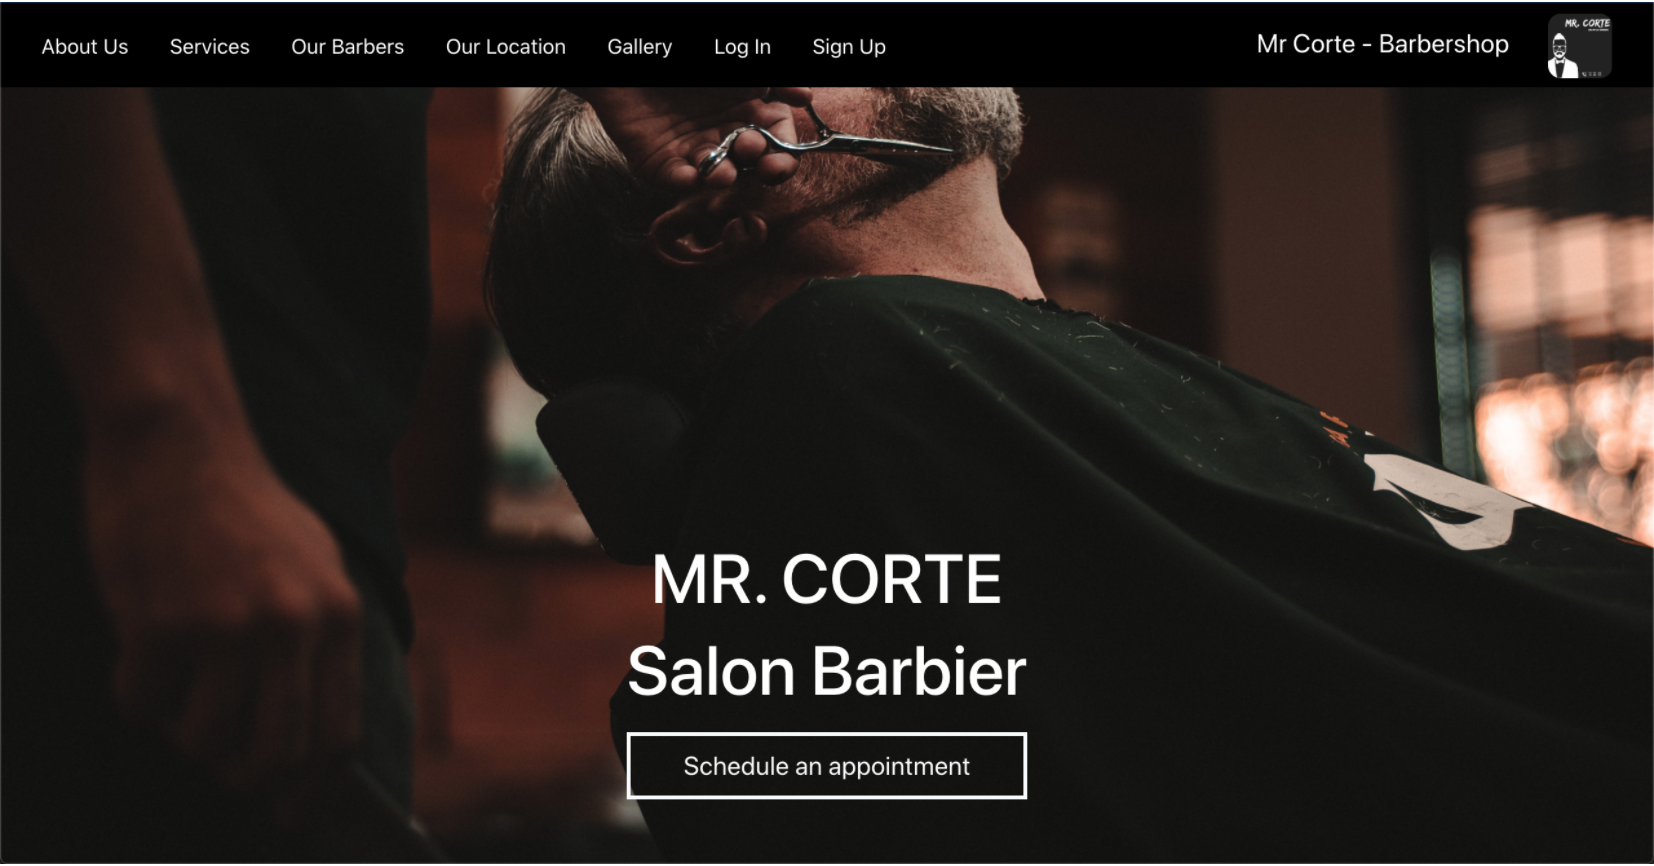 About Us Services Our Barbers Our Location Gallery Log In Sign Up Mr Corte - Barbershop
MR. CORTE
MR. CORTE
Salon Barbier
Schedule an appointment